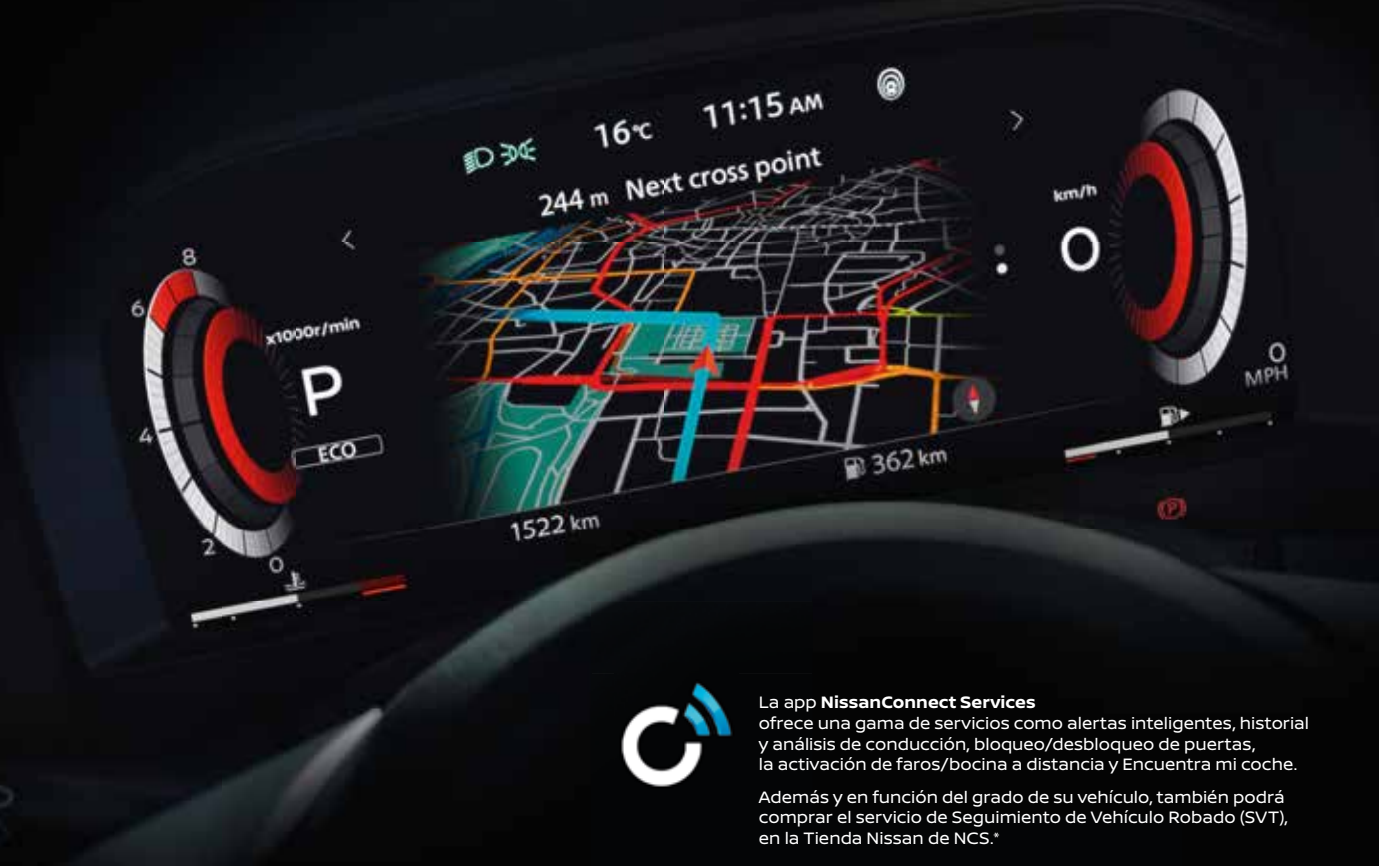 16°C 11:15 AM
244 m Next cross point
km/h
0
8
6
x1000r/min
P
4
ECO
2
0
0
MPH
362 km
1522 km
(P)
La app NissanConnect Services
ofrece una gama de servicios como alertas inteligentes, historial
y análisis de conducción, bloqueo/desbloqueo de puertas,
la activación de faros/bocina a distancia y Encuentra mi coche.
Además y en función del grado de su vehículo, también podrá
comprar el servicio de Seguimiento de Vehículo Robado (SVT),
en la Tienda Nissan de NCS.*